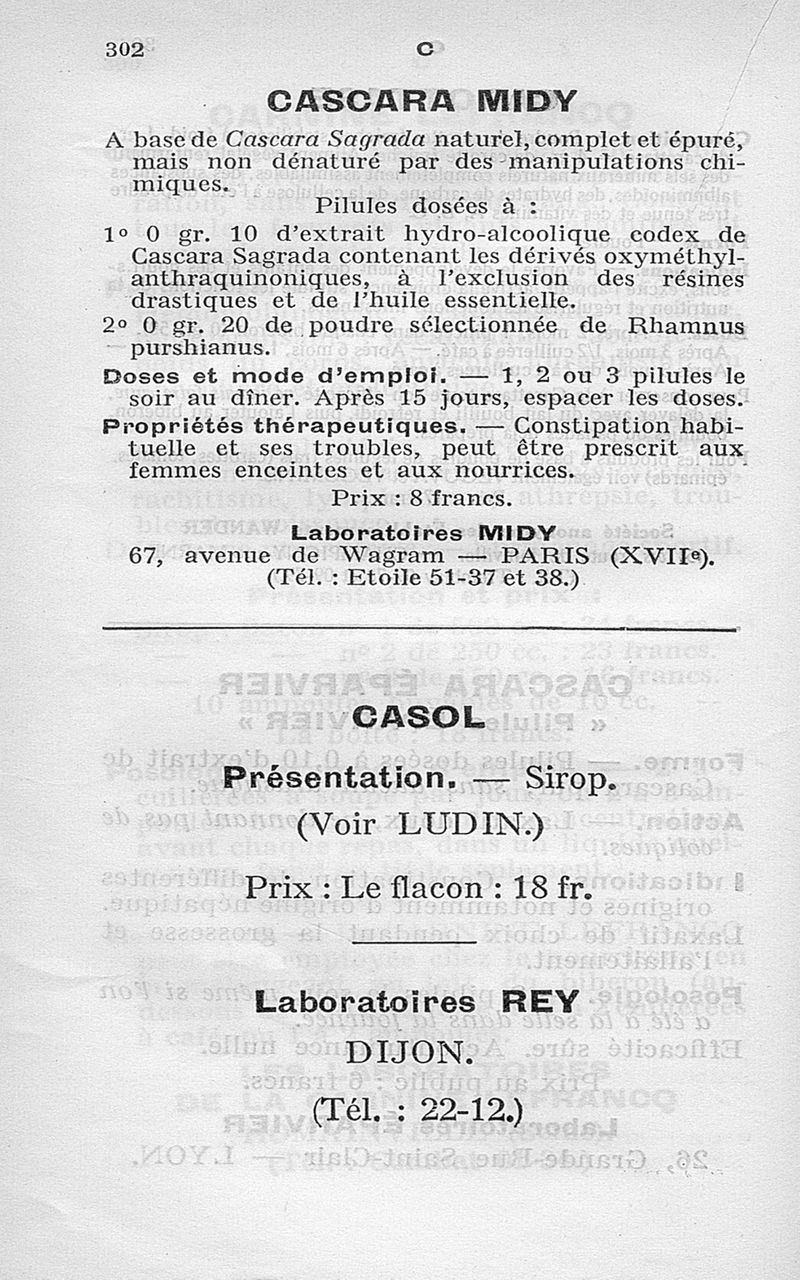 302
C
CASCARA MIDY
A base de Cascara Sagrada naturel, complet et épuré,
mais non dénaturé par des manipulations chi-
miques.
Pilules dosées à :
1º 0 gr. 10 d'extrait hydro-alcoolique codex de
Cascara Sagrada contenant les dérivés oxyméthyl-
anthraquinoniques, à l'exclusion des résines
drastiques et de l'huile essentielle.
2º 0 gr. 20 de poudre sélectionnée de Rhamnus
purshianus.
Doses et mode d'emploi. — 1, 2 ou 3 pilules le
soir au dîner. Après 15 jours, espacer les doses.
Propriétés thérapeutiques. — Constipation habi-
tuelle et ses troubles, peut être prescrit aux
femmes enceintes et aux nourrices.
Prix : 8 francs.
Laboratoires MIDY
67, avenue de Wagram — PARIS (XVIIᵉ).
(Tél. : Etoile 51-37 et 38.)
CASOL
Présentation. — Sirop.
(Voir LUDIN.)
Prix : Le flacon : 18 fr.
Laboratoires REY
DIJON.
(Tél. : 22-12.)